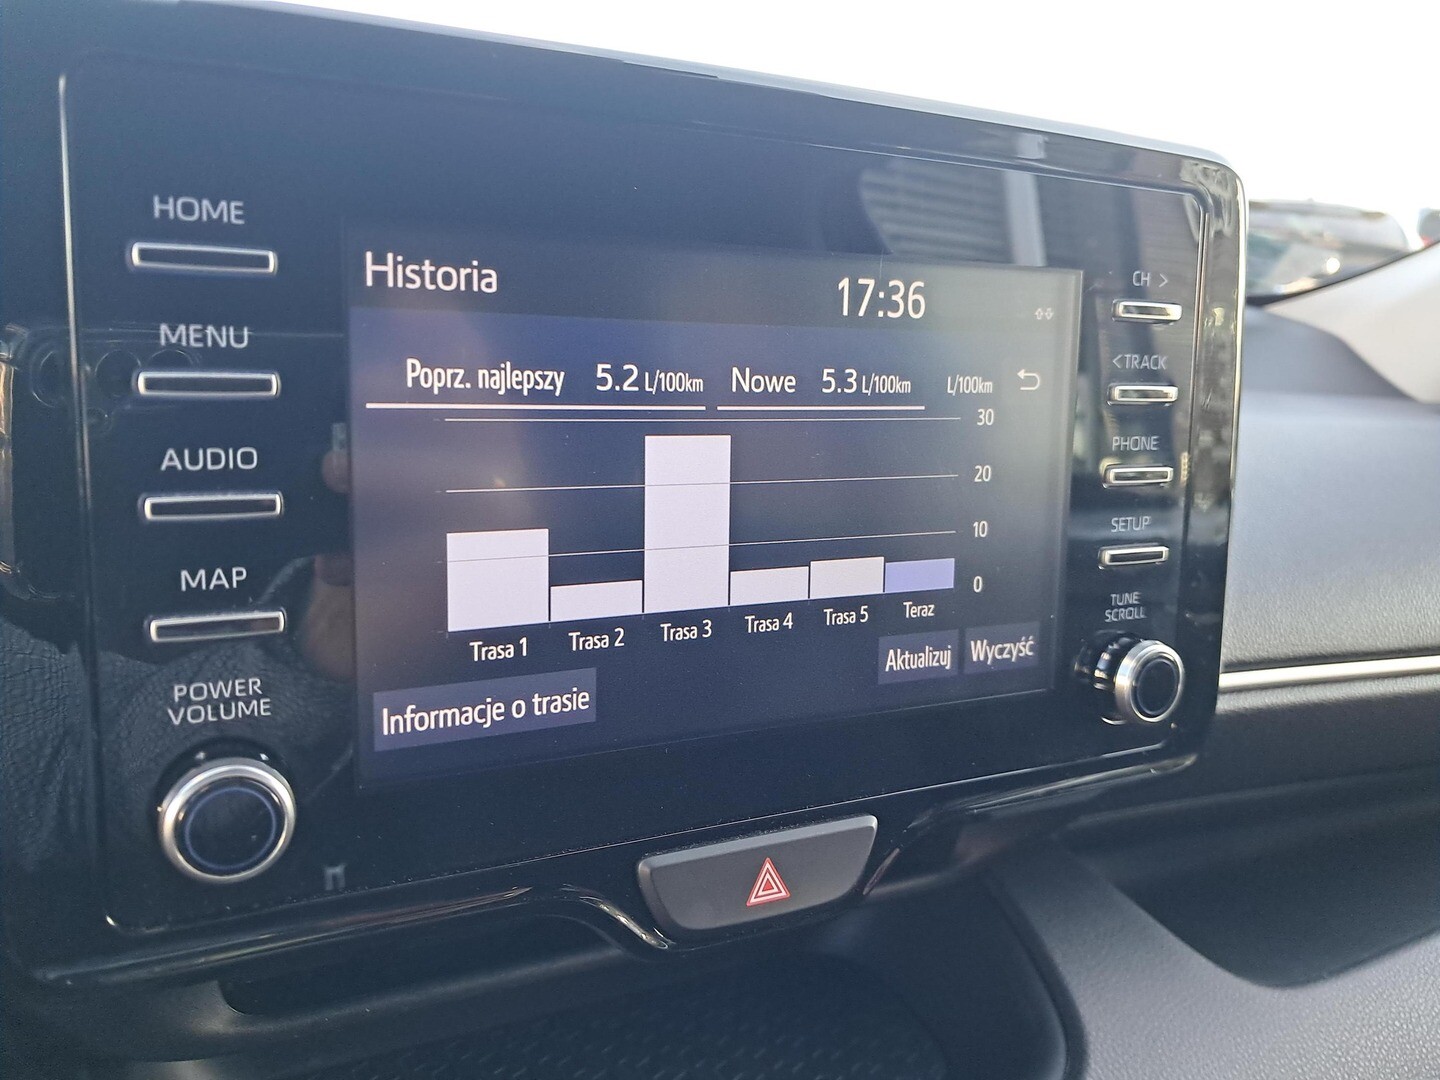 HOME
MENU
AUDIO
MAP
POWER
VOLUME
Historia
17:36
Poprz. najlepszy 5.2 L/100km Nowe 5.3 L/100km L/100km
30
20
10
0
Trasa 1 Trasa 2 Trasa 3 Trasa 4 Trasa 5 Teraz
Aktualizuj Wyczyść
Informacje o trasie
CH >
< TRACK
PHONE
SETUP
TUNE
SCROLL